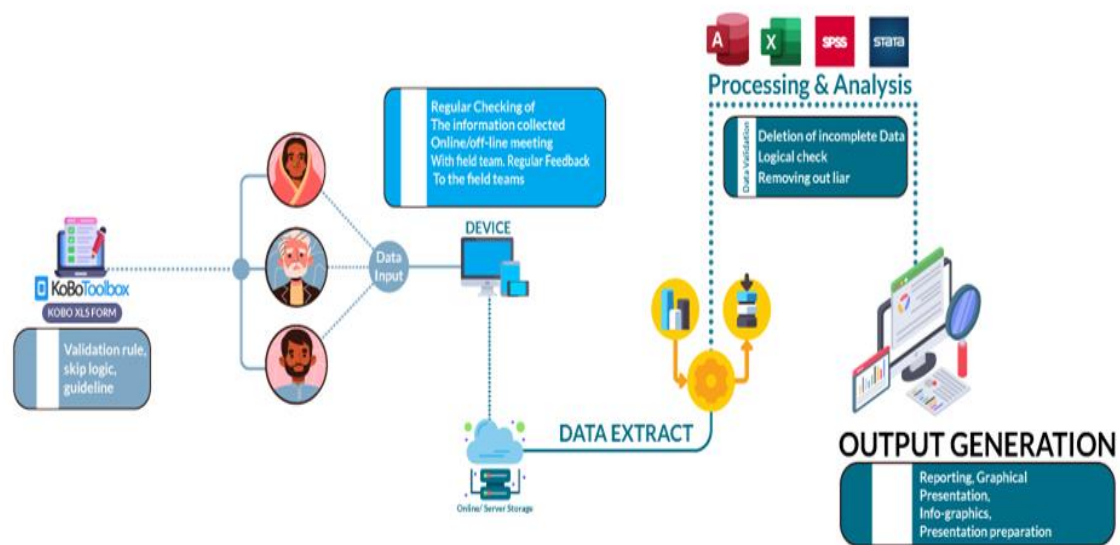 A
X
SPSS
STATA
Processing & Analysis
Data Validation
Deletion of incomplete Data
Logical check
Removing out liar
Regular Checking of
The information collected
Online/off-line meeting
With field team. Regular Feedback
To the field teams
DEVICE
Data
Input
KoBoToolbox
KOBO XLS FORM
Validation rule,
skip logic,
guideline
DATA EXTRACT
Online/ Server Storage
OUTPUT GENERATION
Reporting, Graphical
Presentation,
Info-graphics,
Presentation preparation